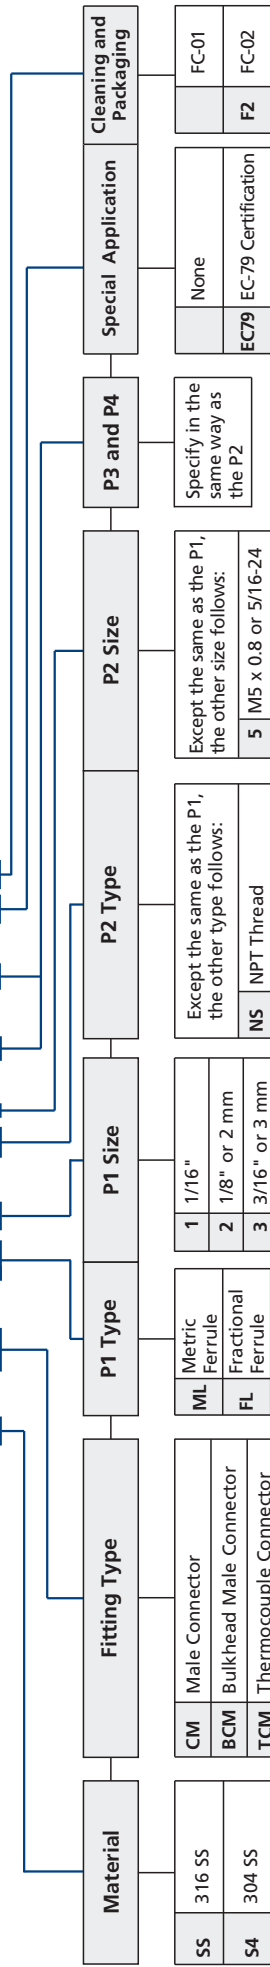 Material
SS 316 SS
S4 304 SS
Fitting Type
CM Male Connector
BCM Bulkhead Male Connector
TCM Thermocouple Connector
P1 Type
ML Metric
Ferrule
FL Fractional
Ferrule
P1 Size
1 1/16"
2 1/8" or 2 mm
3 3/16" or 3 mm
P2 Type
Except the same as the P1,
the other type follows:
NS NPT Thread
P2 Size
Except the same as the P1,
the other size follows:
5 M5 x 0.8 or 5/16-24
P3 and P4
Specify in the
same way as
the P2
Special Application
None
EC79 EC-79 Certification
Cleaning and
Packaging
FC-01
F2 FC-02